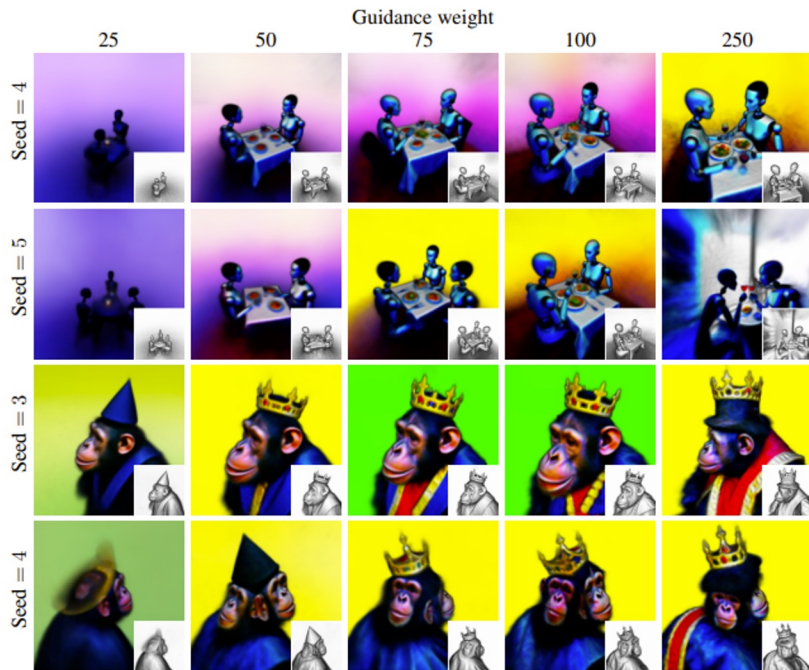 Guidance weight
25 50 75 100 250
Seed = 4
Seed = 5
Seed = 3
Seed = 4